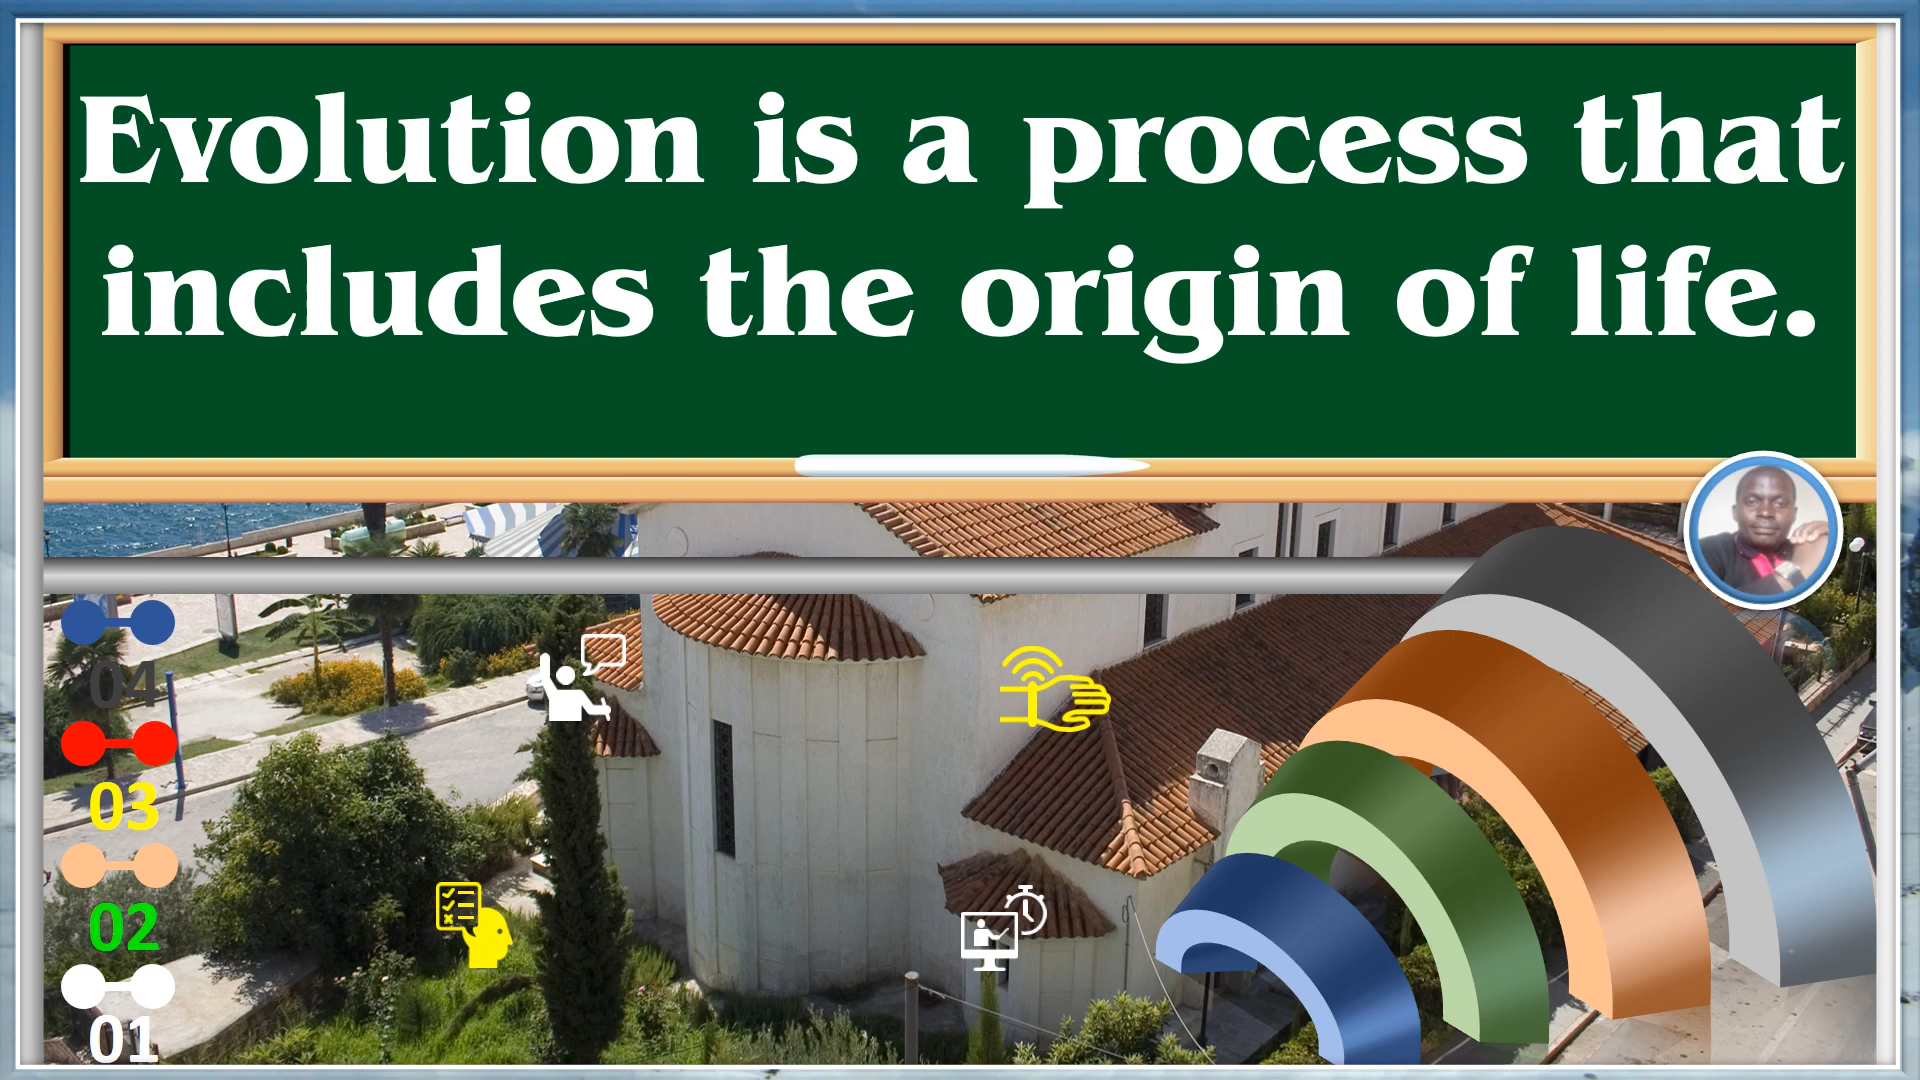 Evolution is a process that
includes the origin of life.
04
03
02
01